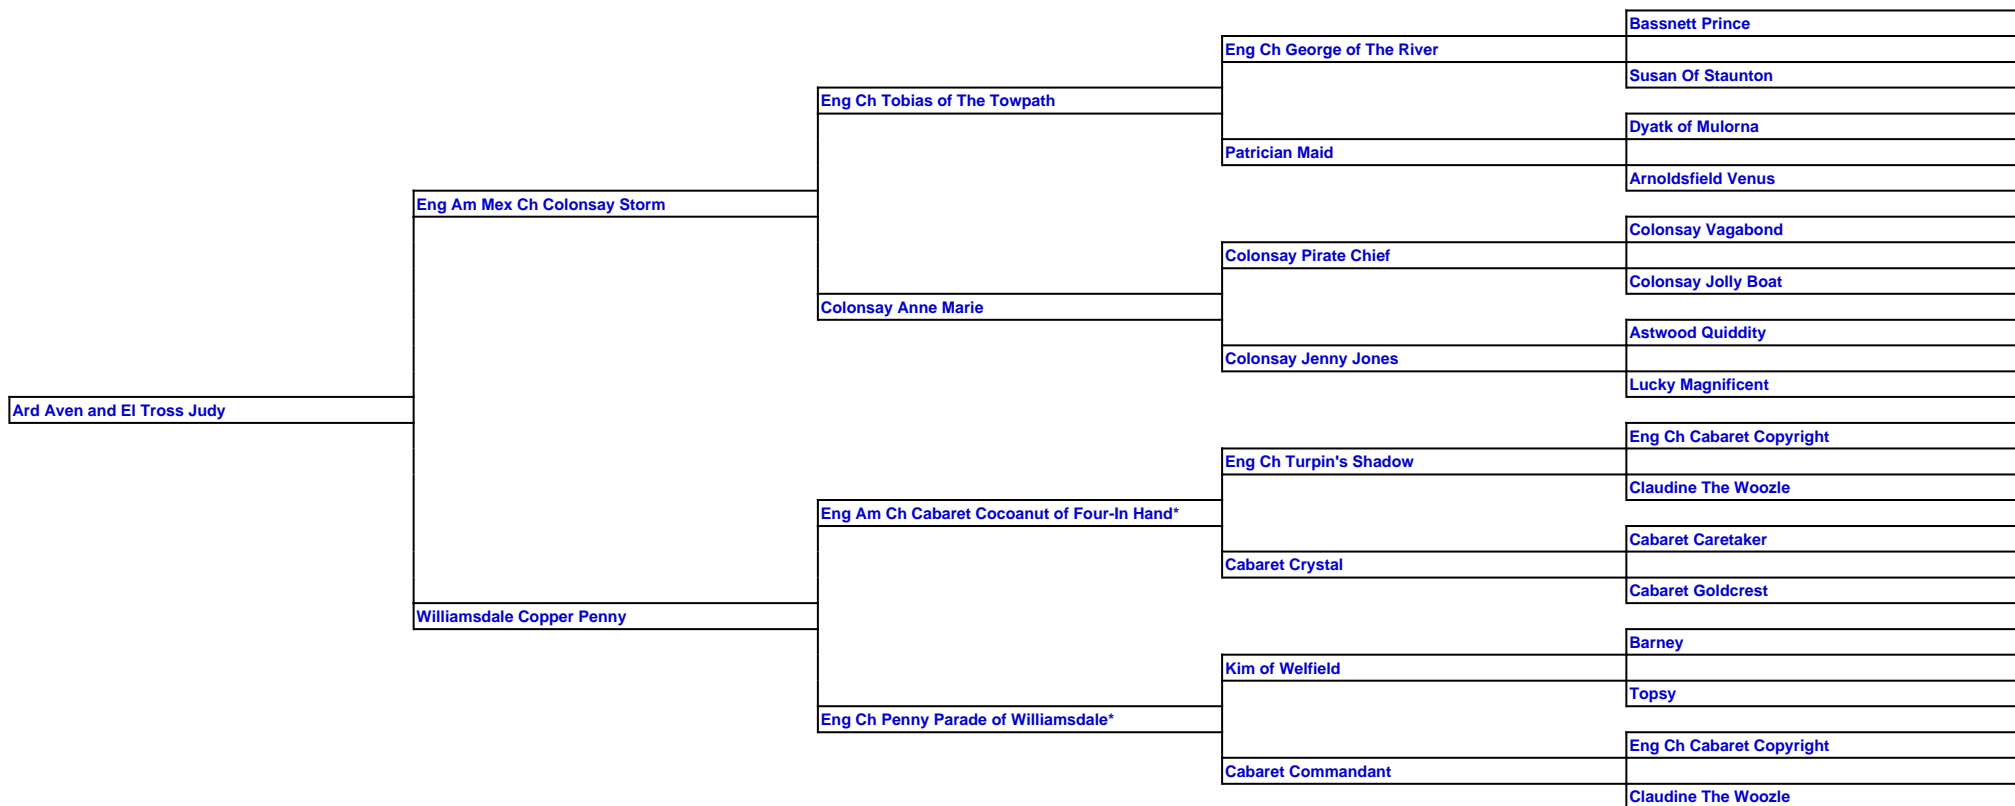 Bassnett Prince
Eng Ch George of The River
Susan Of Staunton
Eng Ch Tobias of The Towpath
Dyatk of Mulorna
Patrician Maid
Arnoldsfield Venus
Eng Am Mex Ch Colonsay Storm
Colonsay Vagabond
Colonsay Pirate Chief
Colonsay Jolly Boat
Colonsay Anne Marie
Astwood Quiddity
Colonsay Jenny Jones
Lucky Magnificent
Ard Aven and El Tross Judy
Eng Ch Cabaret Copyright
Eng Ch Turpin's Shadow
Claudine The Woozle
Eng Am Ch Cabaret Cocoanut of Four-In Hand*
Cabaret Caretaker
Cabaret Crystal
Cabaret Goldcrest
Williamsdale Copper Penny
Barney
Kim of Welfield
Topsy
Eng Ch Penny Parade of Williamsdale*
Eng Ch Cabaret Copyright
Cabaret Commandant
Claudine The Woozle